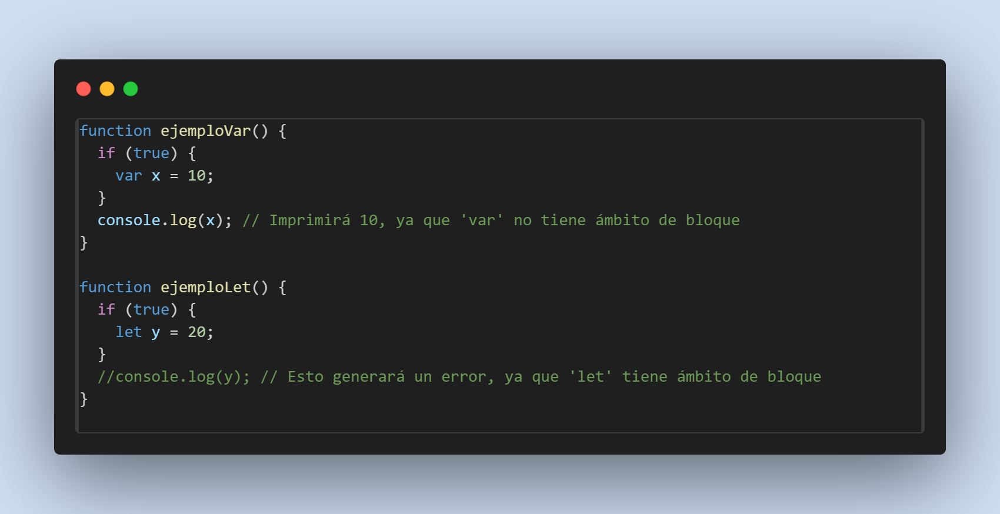 function ejemploVar() {
  if (true) {
    var x = 10;
  }
  console.log(x); // Imprimirá 10, ya que 'var' no tiene ámbito de bloque
}

function ejemploLet() {
  if (true) {
    let y = 20;
  }
  //console.log(y); // Esto generará un error, ya que 'let' tiene ámbito de bloque
}